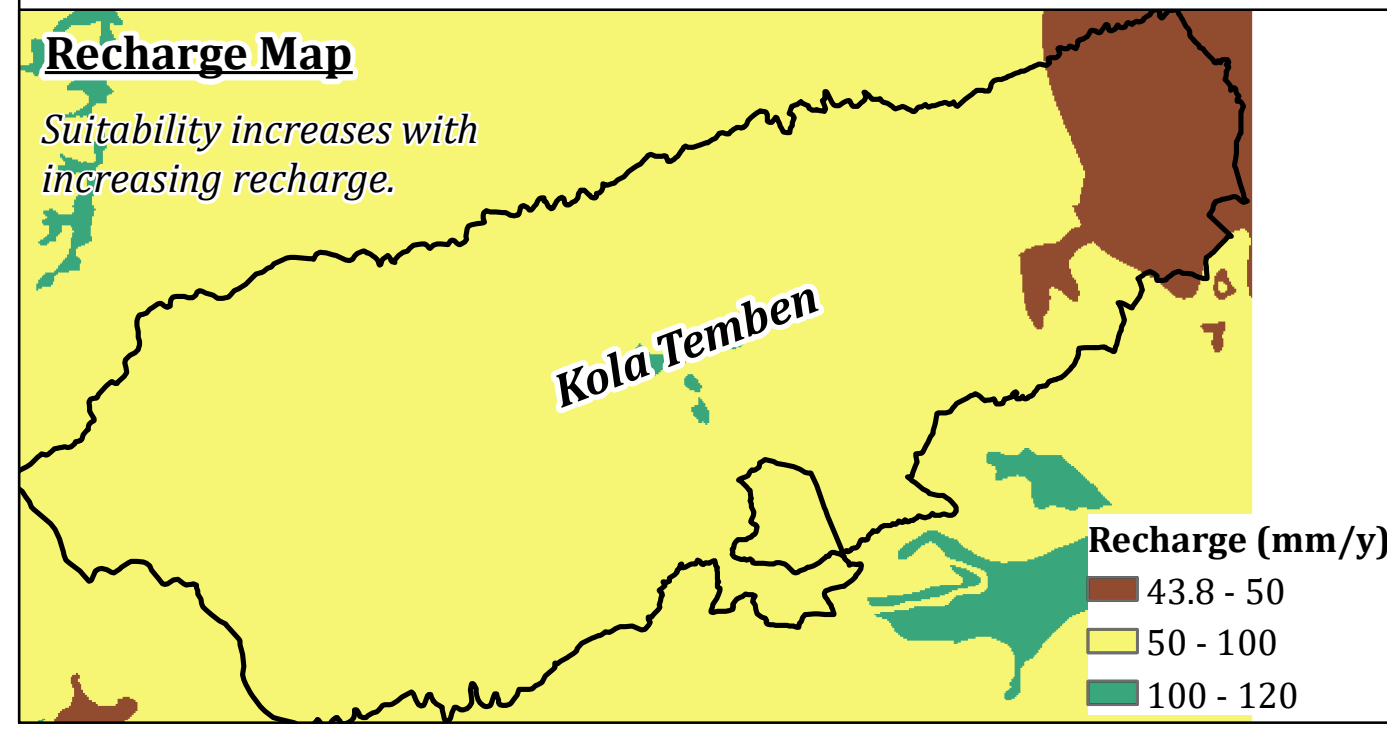 Recharge Map
Suitability increases with
increasing recharge.
Kola Temben
Recharge (mm/y)
43.8 - 50
50 - 100
100 - 120